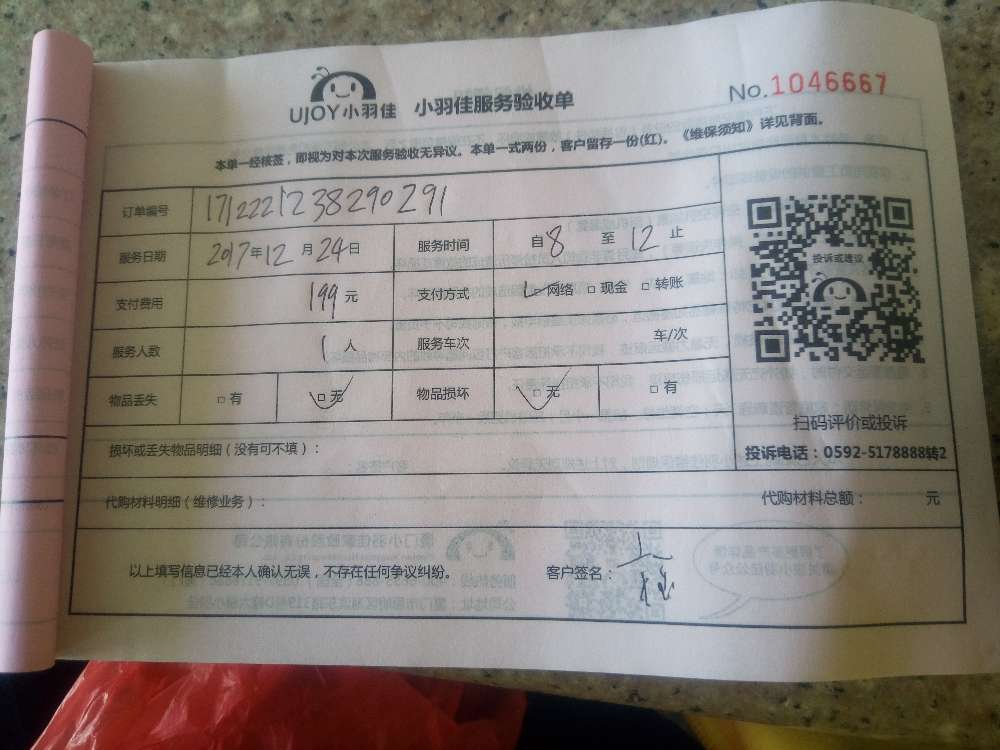 UJOY小羽佳 小羽佳服务验收单 No.1046667
本单一经核签，即视为对本次服务验收无异议。本单一式两份，客户留存一份(红)。《维保须知》详见背面。
订单编号 1712221238290291
服务日期 2017年12月24日 服务时间 自8至12止
支付费用 199元 支付方式 □网络 □现金 □转账
服务人数 1人 服务车次 车/次
物品丢失 □有 □无 物品损坏 □无 □有
投诉或建议
扫码评价或投诉
损坏或丢失物品明细（没有可不填）：
投诉电话：0592-5178888转2
代购材料明细（维修业务）： 代购材料总额： 元
以上填写信息已经本人确认无误，不存在任何争议纠纷。 客户签名：